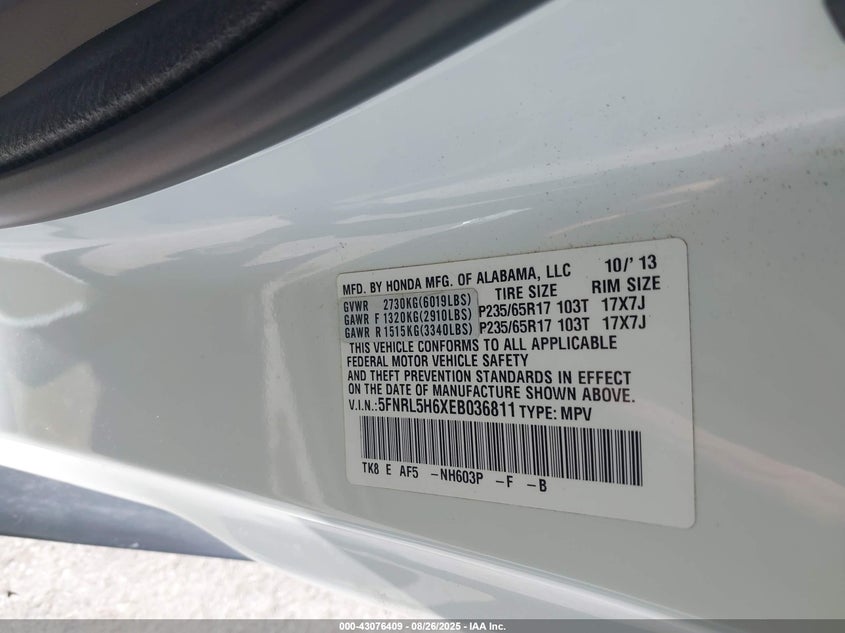 MFD. BY HONDA MFG. OF ALABAMA, LLC 10/'13
TIRE SIZE RIM SIZE
GVWR 2730KG(6019LBS)
GAWR F 1320KG(2910LBS) P235/65R17 103T 17X7J
GAWR R 1515KG(3340LBS) P235/65R17 103T 17X7J
THIS VEHICLE CONFORMS TO ALL APPLICABLE
FEDERAL MOTOR VEHICLE SAFETY
AND THEFT PREVENTION STANDARDS IN EFFECT
ON THE DATE OF MANUFACTURE SHOWN ABOVE.
V.I.N.:5FNRL5H6XEB036811 TYPE: MPV
TK8 E AF5 -NH603P -F -B
000-43076409 - 08/26/2025 - IAA Inc.